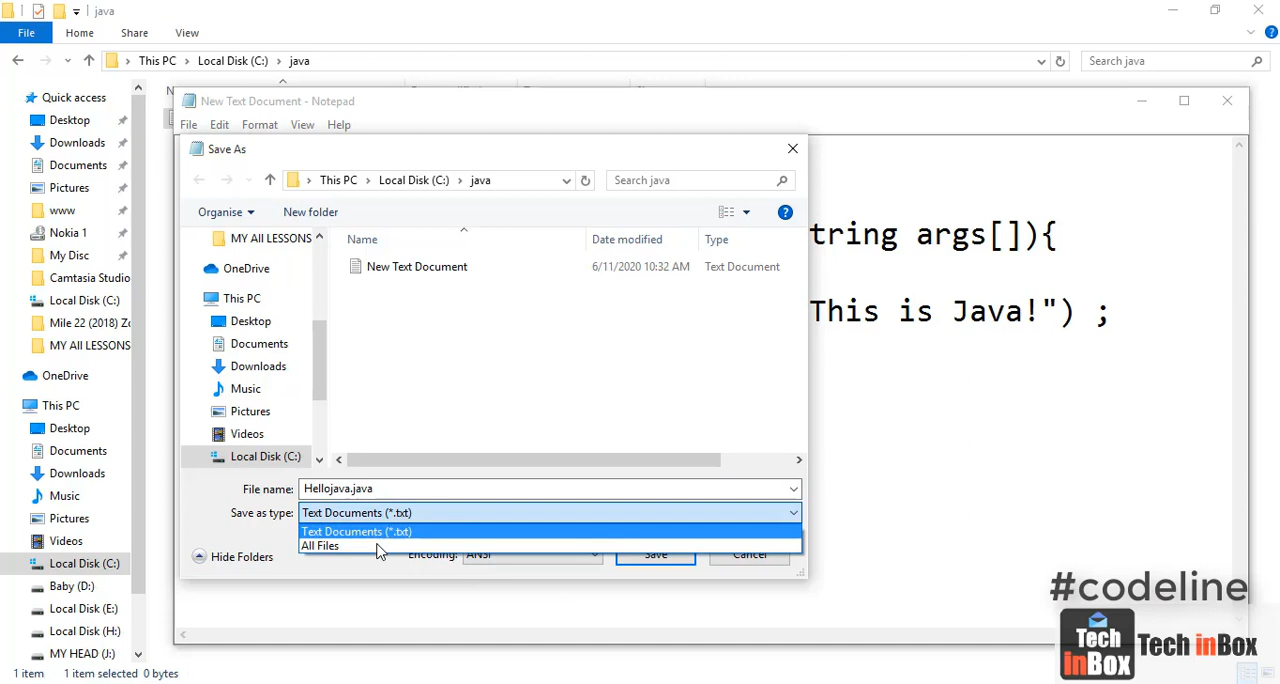 java
File Home Share View
This PC Local Disk (C:) java
Search java
Quick access
Desktop
Downloads
Documents
Pictures
www
Nokia 1
My Disc
Camtasia Studio
Local Disk (C:)
Mile 22 (2018) Zo
MY All LESSONS
OneDrive
This PC
Desktop
Documents
Downloads
Music
Pictures
Videos
Local Disk (C:)
Baby (D:)
Local Disk (E:)
Local Disk (H:)
MY HEAD (J:)
1 item 1 item selected 0 bytes
New Text Document - Notepad
File Edit Format View Help
tring args[]){
This is Java!") ;
Save As
This PC Local Disk (C:) java
Search java
Organise New folder
MY All LESSONS
OneDrive
This PC
Desktop
Documents
Downloads
Music
Pictures
Videos
Local Disk (C:)
Name Date modified Type
New Text Document 6/11/2020 10:32 AM Text Document
File name: Hellojava.java
Save as type: Text Documents (*.txt)
Text Documents (*.txt)
All Files
Hide Folders Encoding: ANSI Save Cancel
#codeline
Tech inBox Tech inBox